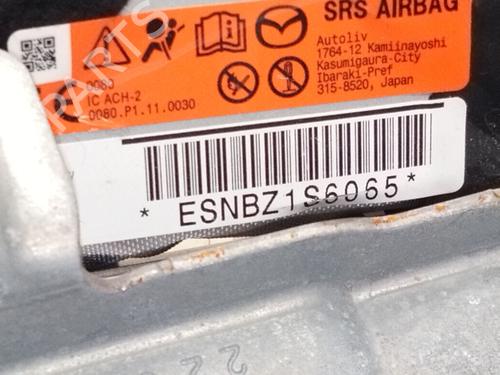 SRS AIRBAG
Autoliv
1764-12 Kamiinayoshi
Kasumigaura-City
Ibaraki-Pref
315-8520, Japan
IC ACH-2
0080.P1.11.0030
* ESNBZ1S6065 *
PARTS